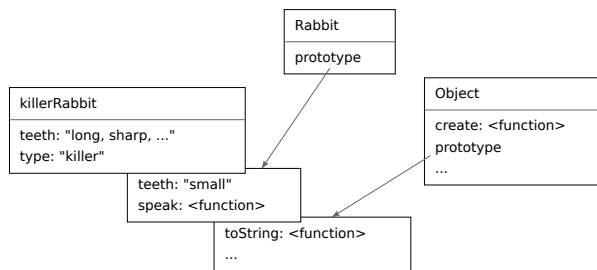 Rabbit
prototype
killerRabbit
teeth: "long, sharp, ..."
type: "killer"
Object
create: <function>
prototype
...
teeth: "small"
speak: <function>
toString: <function>
...